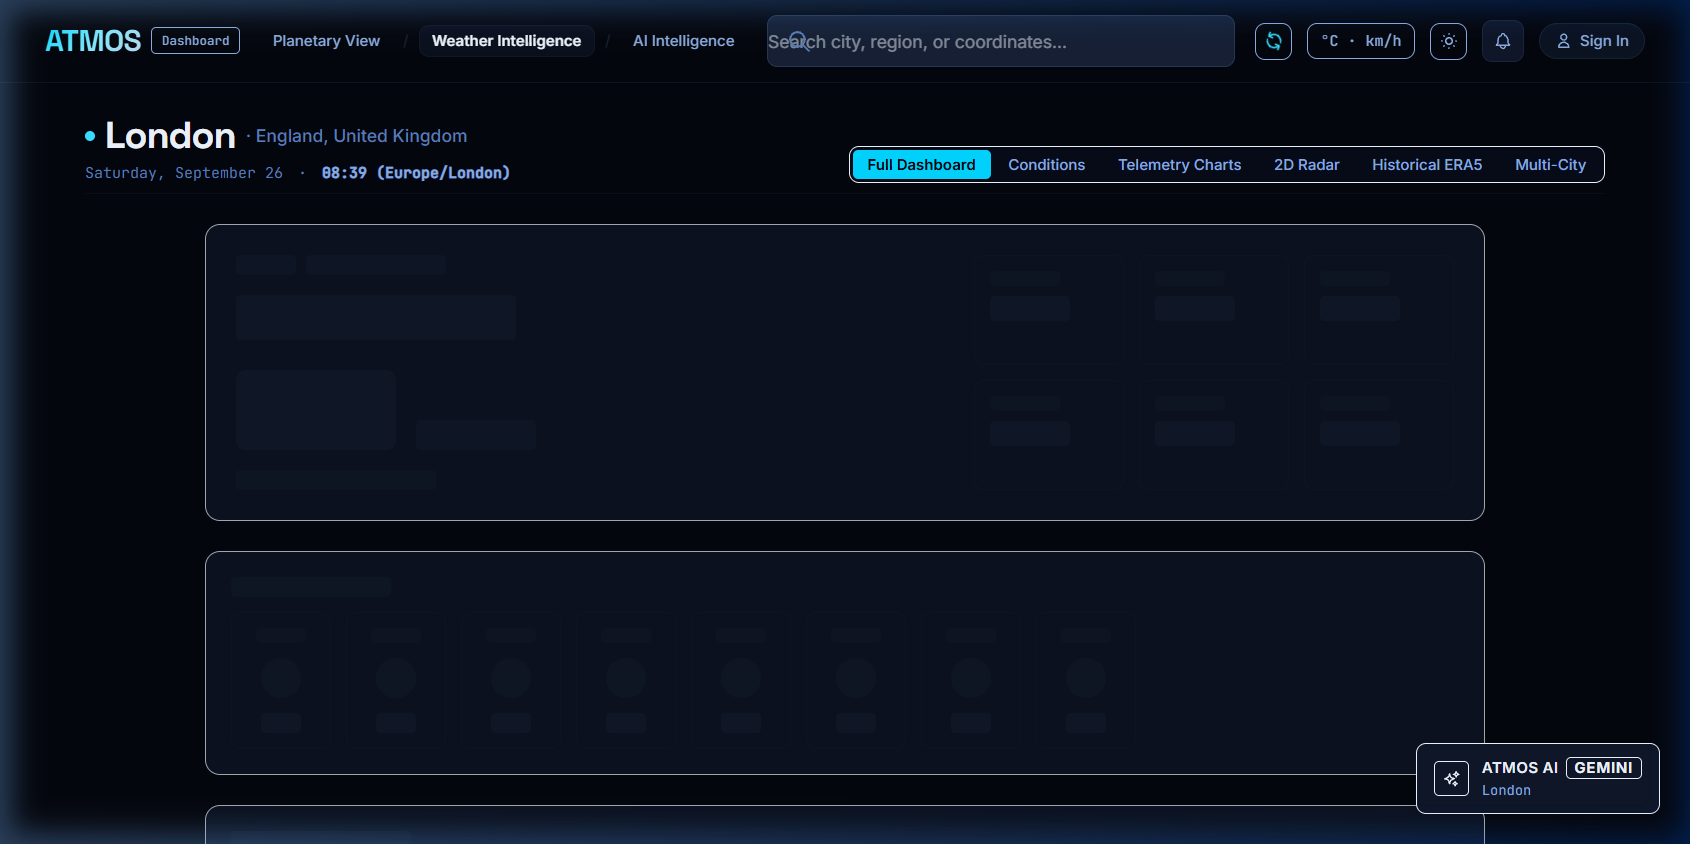 ATMOS Dashboard Planetary View / Weather Intelligence / AI Intelligence Search city, region, or coordinates... °C · km/h Sign In
London · England, United Kingdom
Saturday, September 26 · 08:39 (Europe/London)
Full Dashboard Conditions Telemetry Charts 2D Radar Historical ERA5 Multi-City
ATMOS AI GEMINI
London